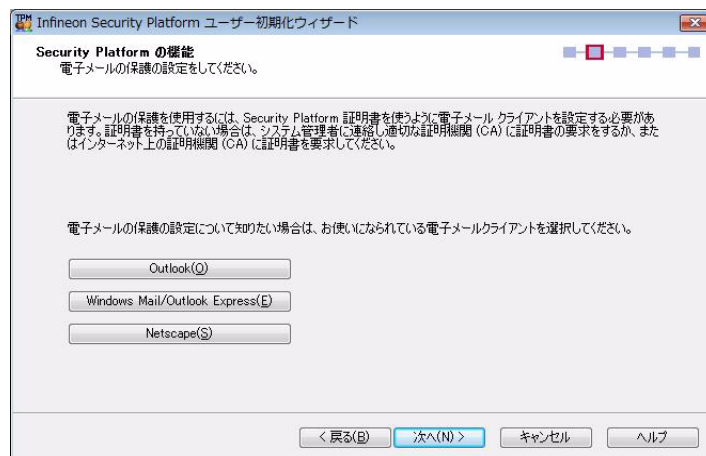 TPM
Infineon Security Platform ユーザー初期化ウィザード
Security Platform の機能
電子メールの保護の設定をしてください。
電子メールの保護を使用するには、Security Platform 証明書を使うように電子メール クライアントを設定する必要があ
ります。証明書を持っていない場合は、システム管理者に連絡し適切な証明機関 (CA) に証明書の要求をするか、また
はインターネット上の証明機関 (CA) に証明書を要求してください。
電子メールの保護の設定について知りたい場合は、お使いになられている電子メールクライアントを選択してください。
Outlook(O)
Windows Mail/Outlook Express(E)
Netscape(S)
< 戻る(B)
次へ(N) >
キャンセル
ヘルプ